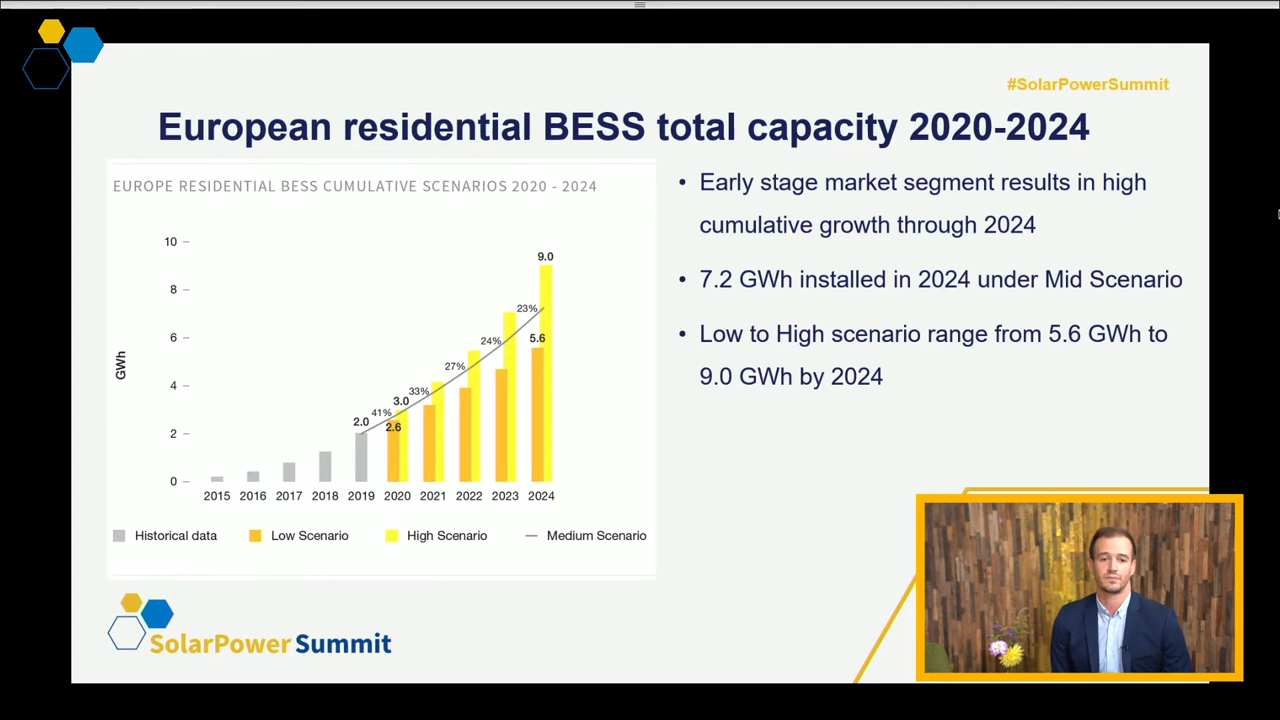 #SolarPowerSummit
European residential BESS total capacity 2020-2024
EUROPE RESIDENTIAL BESS CUMULATIVE SCENARIOS 2020 - 2024
10
8
6
4
2
0
GWh
2.0
41%
3.0
2.6
33%
27%
24%
23%
9.0
5.6
2015 2016 2017 2018 2019 2020 2021 2022 2023 2024
Historical data Low Scenario High Scenario Medium Scenario
• Early stage market segment results in high
cumulative growth through 2024
• 7.2 GWh installed in 2024 under Mid Scenario
• Low to High scenario range from 5.6 GWh to
9.0 GWh by 2024
SolarPower Summit